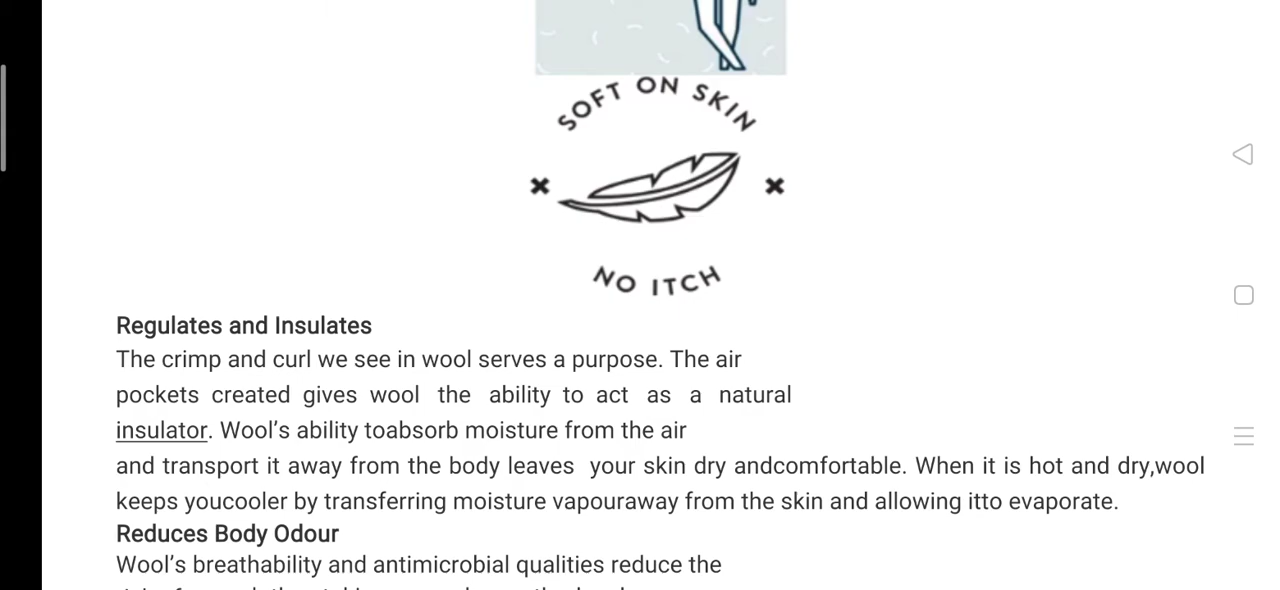 SOFT ON SKIN
NO ITCH
Regulates and Insulates
The crimp and curl we see in wool serves a purpose. The air
pockets created gives wool the ability to act as a natural
insulator. Wool’s ability toabsorb moisture from the air
and transport it away from the body leaves your skin dry andcomfortable. When it is hot and dry,wool
keeps youcooler by transferring moisture vapouraway from the skin and allowing itto evaporate.
Reduces Body Odour
Wool’s breathability and antimicrobial qualities reduce the